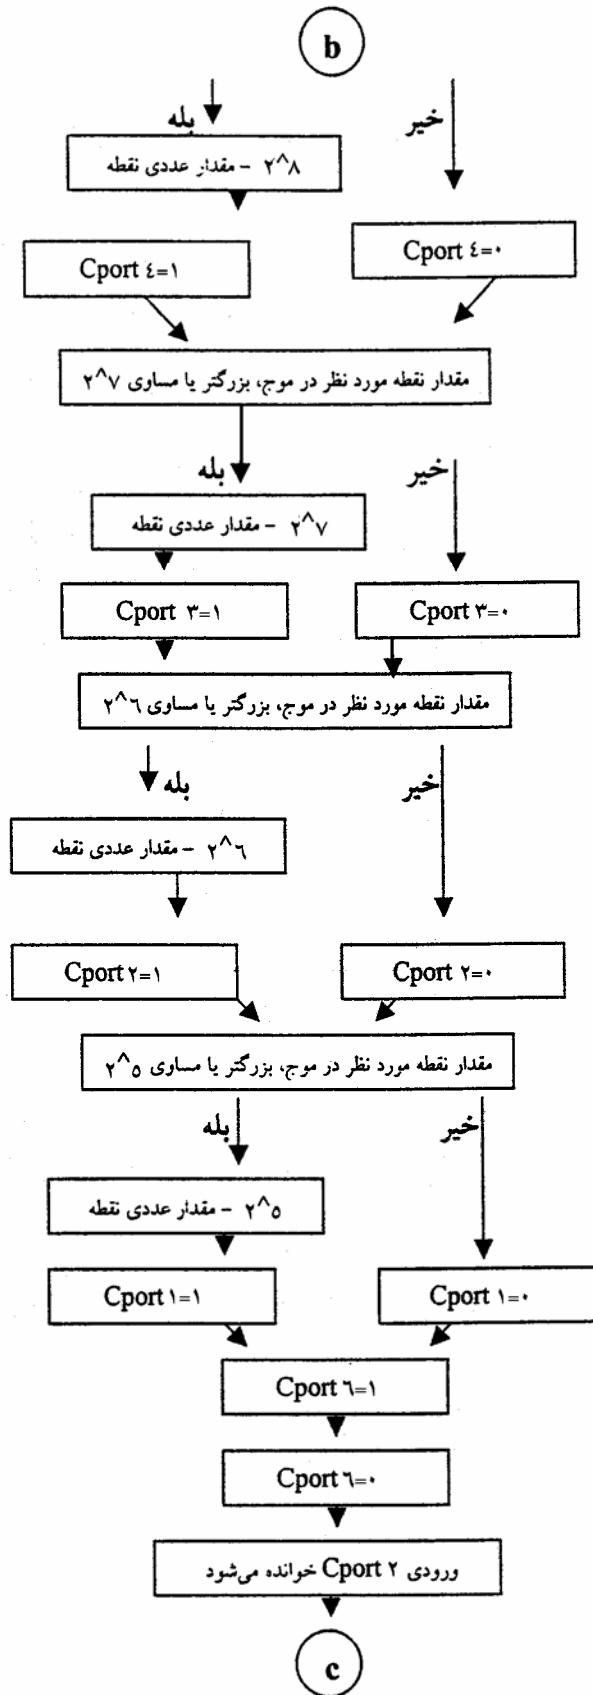 b
بله
خیر
۲^۸ - مقدار عددی نقطه
Cport ٤=۱
Cport ٤=۰
مقدار نقطه مورد نظر در موج، بزرگتر یا مساوی ۲^۷
بله
خیر
۲^۷ - مقدار عددی نقطه
Cport ۳=۱
Cport ۳=۰
مقدار نقطه مورد نظر در موج، بزرگتر یا مساوی ۲^٦
بله
خیر
۲^٦ - مقدار عددی نقطه
Cport ۲=۱
Cport ۲=۰
مقدار نقطه مورد نظر در موج، بزرگتر یا مساوی ۲^٥
بله
خیر
۲^٥ - مقدار عددی نقطه
Cport ۱=۱
Cport ۱=۰
Cport ٦=۱
Cport ٦=۰
ورودی Cport ۲ خوانده می‌شود
c